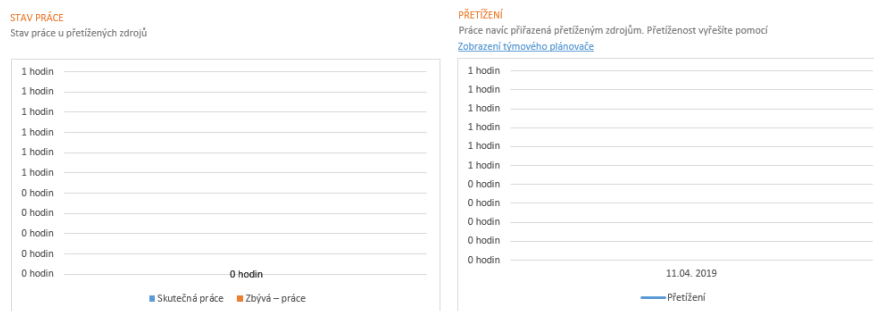 STAV PRÁCE
Stav práce u přetížených zdrojů
1 hodin
1 hodin
1 hodin
1 hodin
1 hodin
1 hodin
0 hodin
0 hodin
0 hodin
0 hodin
0 hodin
0 hodin
Skutečná práce
Zbývá – práce
PŘETÍŽENÍ
Práce navíc přiřazená přetíženým zdrojům. Přetíženost vyřešíte pomocí
Zobrazení týmového plánovače
1 hodin
1 hodin
1 hodin
1 hodin
1 hodin
1 hodin
0 hodin
0 hodin
0 hodin
0 hodin
0 hodin
11.04. 2019
Přetížení